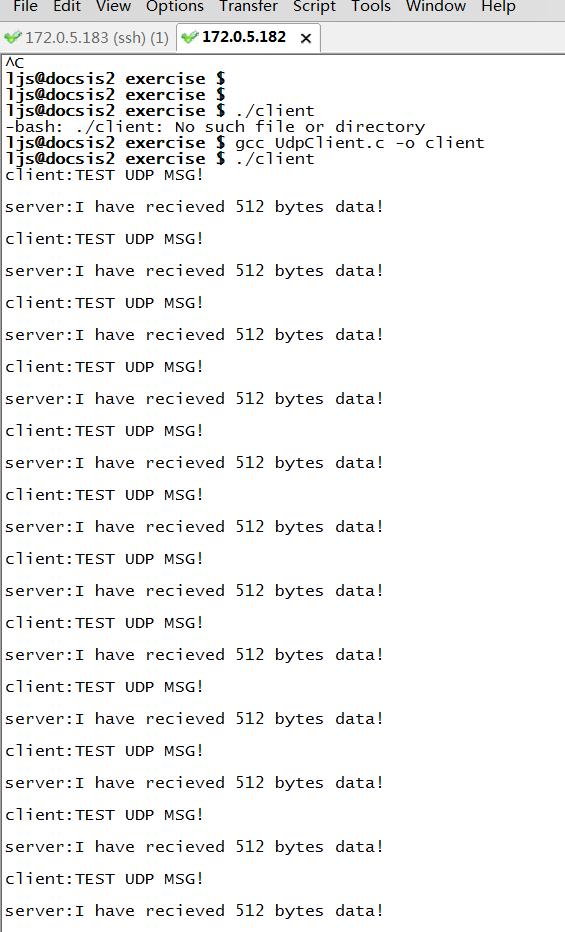 File Edit View Options Transfer Script Tools Window Help
172.0.5.183 (ssh) (1) 172.0.5.182
^C
ljs@docsis2 exercise $
ljs@docsis2 exercise $
ljs@docsis2 exercise $ ./client
-bash: ./client: No such file or directory
ljs@docsis2 exercise $ gcc UdpClient.c -o client
ljs@docsis2 exercise $ ./client
client:TEST UDP MSG!
server:I have recieved 512 bytes data!
client:TEST UDP MSG!
server:I have recieved 512 bytes data!
client:TEST UDP MSG!
server:I have recieved 512 bytes data!
client:TEST UDP MSG!
server:I have recieved 512 bytes data!
client:TEST UDP MSG!
server:I have recieved 512 bytes data!
client:TEST UDP MSG!
server:I have recieved 512 bytes data!
client:TEST UDP MSG!
server:I have recieved 512 bytes data!
client:TEST UDP MSG!
server:I have recieved 512 bytes data!
client:TEST UDP MSG!
server:I have recieved 512 bytes data!
client:TEST UDP MSG!
server:I have recieved 512 bytes data!
client:TEST UDP MSG!
server:I have recieved 512 bytes data!
client:TEST UDP MSG!
server:I have recieved 512 bytes data!